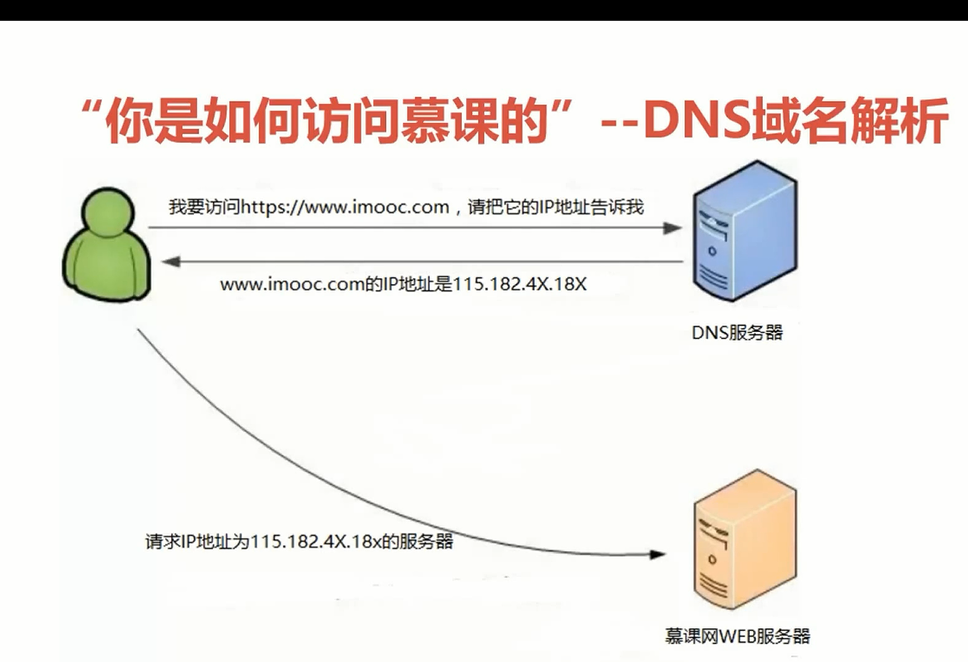 “你是如何访问慕课的”--DNS域名解析
我要访问https://www.imooc.com，请把它的IP地址告诉我
www.imooc.com的IP地址是115.182.4X.18X
DNS服务器
请求IP地址为115.182.4X.18x的服务器
慕课网WEB服务器